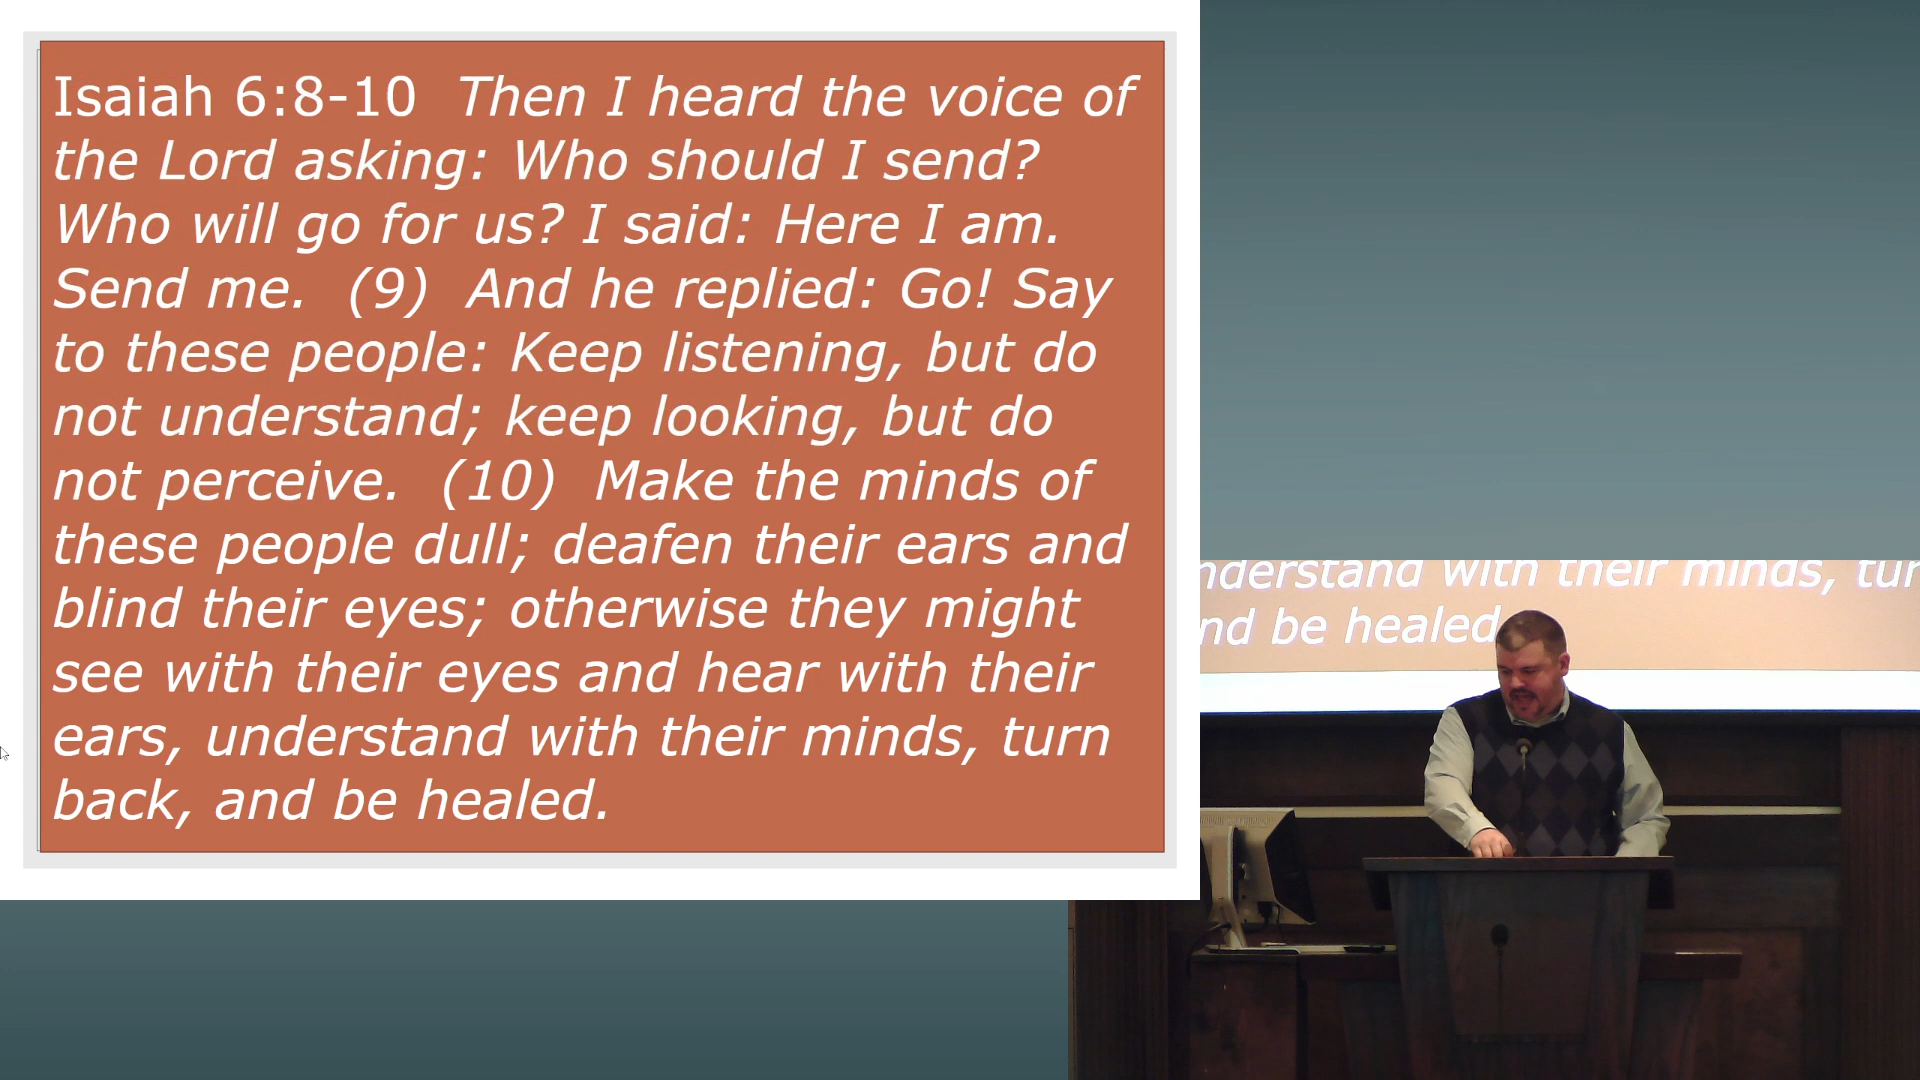 Isaiah 6:8-10  Then I heard the voice of
the Lord asking: Who should I send?
Who will go for us? I said: Here I am.
Send me.  (9)  And he replied: Go! Say
to these people: Keep listening, but do
not understand; keep looking, but do
not perceive.  (10)  Make the minds of
these people dull; deafen their ears and
blind their eyes; otherwise they might
see with their eyes and hear with their
ears, understand with their minds, turn
back, and be healed.
with their minds,
be healed